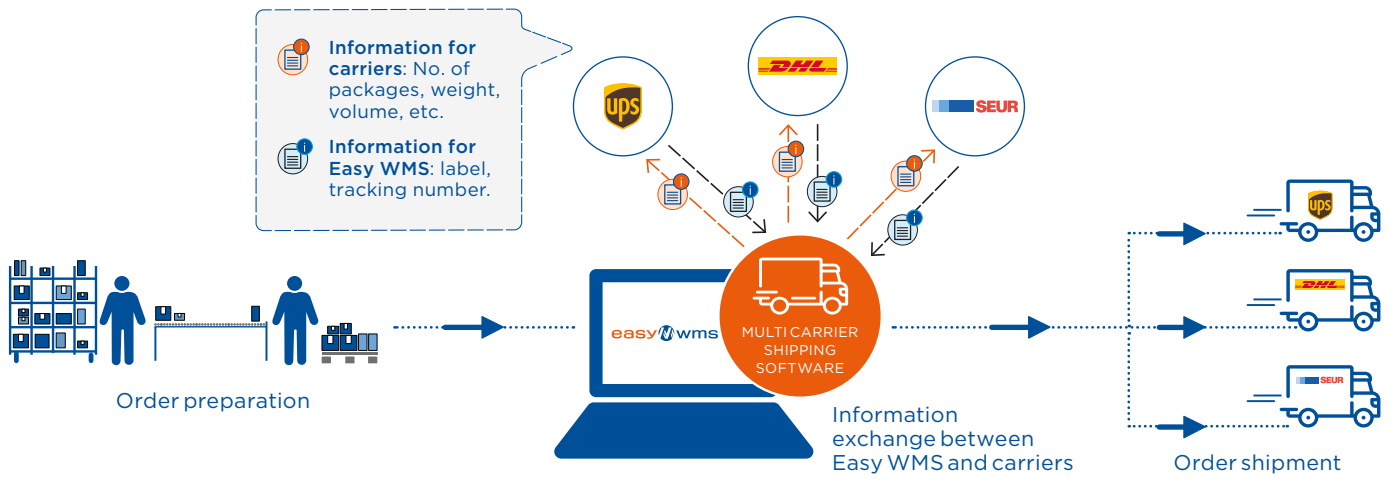 Information for
carriers: No. of
packages, weight,
volume, etc.
Information for
Easy WMS: label,
tracking number.
i
i
ups
DHL
SEUR
i
i
i
i
i
i
easy wms
MULTI CARRIER
SHIPPING
SOFTWARE
Order preparation
Information
exchange between
Easy WMS and carriers
ups
DHL
SEUR
Order shipment